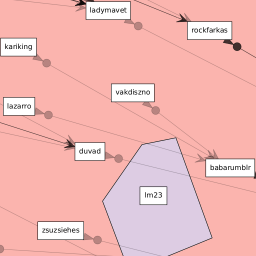 ladymavet
rockfarkas
kariking
vakdiszno
lazarro
duvad
babarumblr
lm23
zsuzsiehes